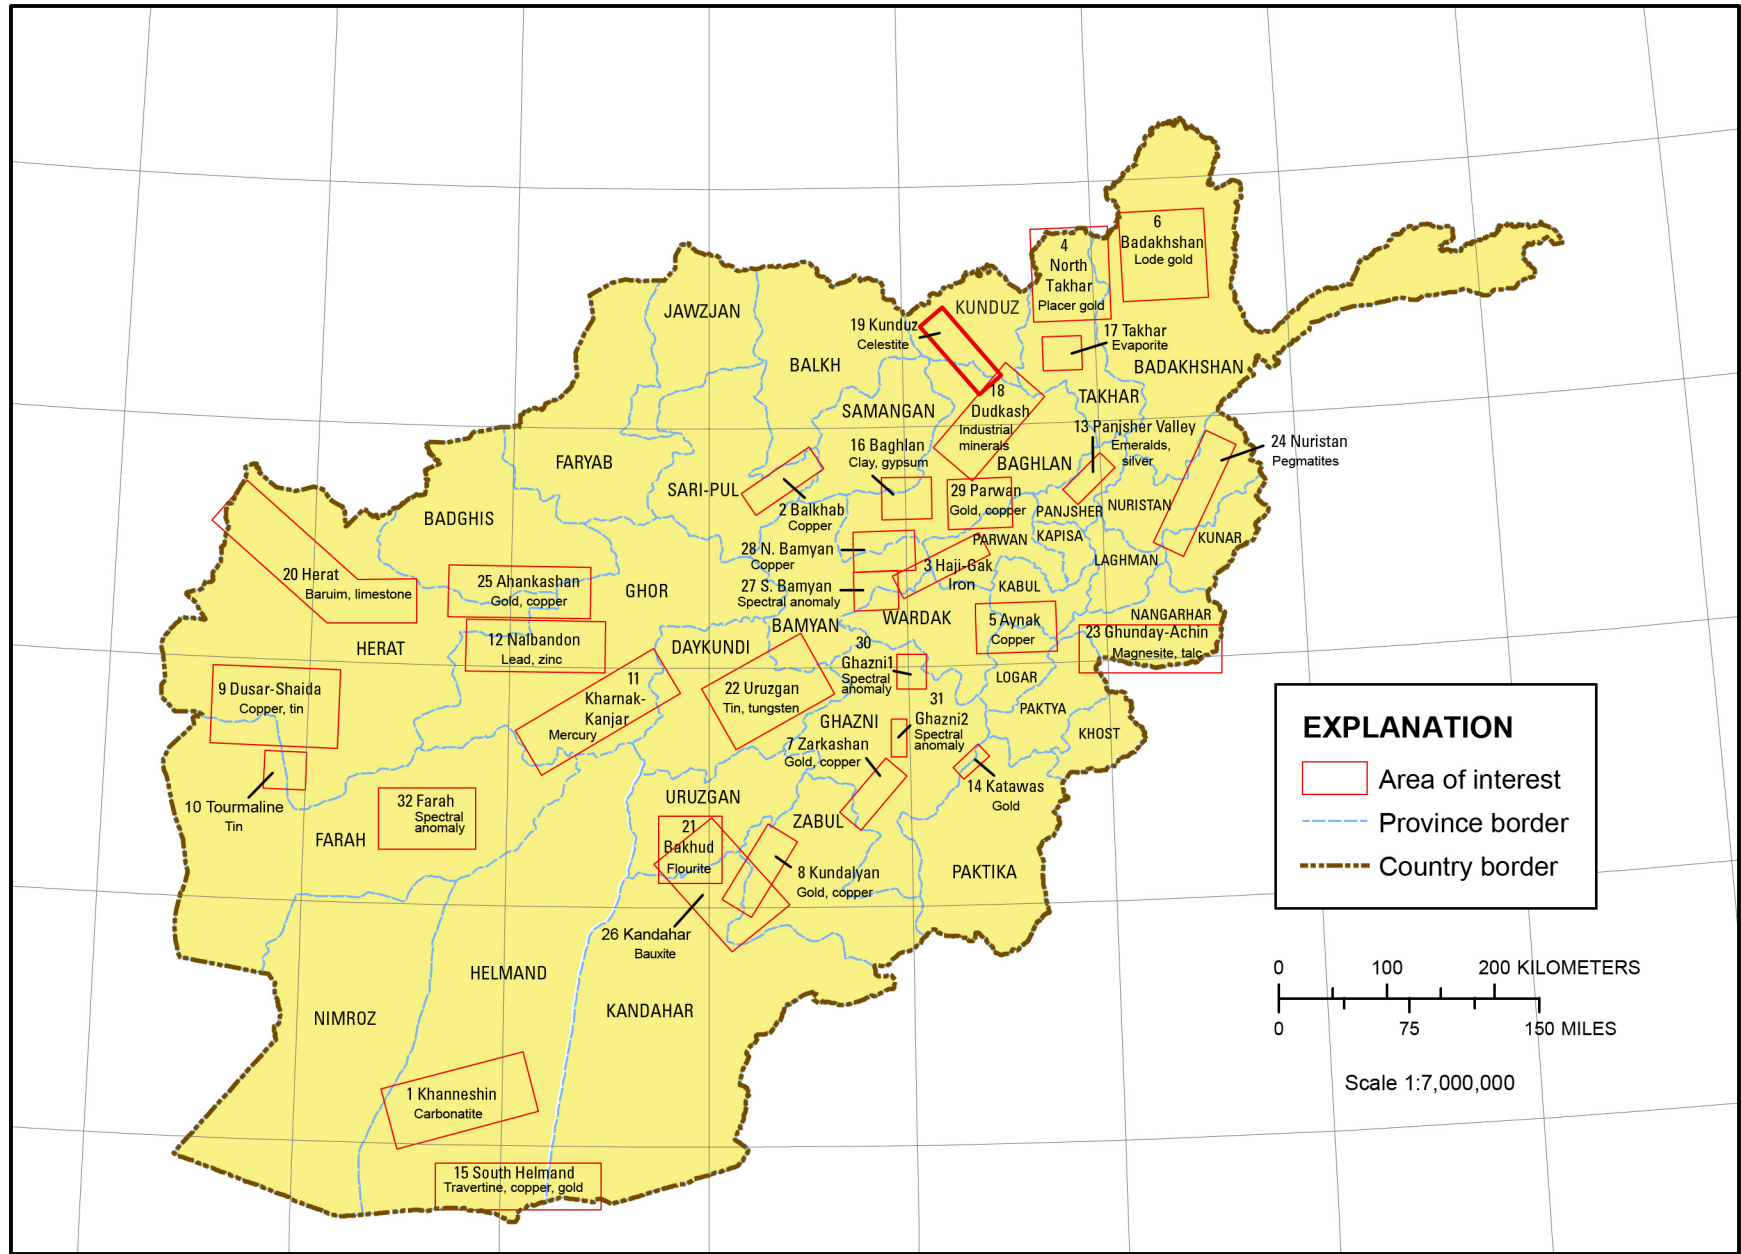 6
Badakhshan
Lode gold
4
North
Takhar
Placer gold
KUNDUZ
JAWZJAN
19 Kunduz
Celestite
17 Takhar
Evaporite
BALKH
BADAKHSHAN
18
Dudkash
Industrial
minerals
TAKHAR
SAMANGAN
13 Panjsher Valley
Emeralds,
silver
24 Nuristan
Pegmatites
16 Baghlan
Clay, gypsum
FARYAB
BAGHLAN
SARI-PUL
29 Parwan
Gold, copper
2 Balkhab
Copper
PANJSHER
NURISTAN
BADGHIS
28 N. Bamyan
Copper
PARWAN
KAPISA
KUNAR
LAGHMAN
3 Haji-Gak
Iron
20 Herat
Baruim, limestone
25 Ahankashan
Gold, copper
GHOR
27 S. Bamyan
Spectral anomaly
KABUL
WARDAK
NANGARHAR
BAMYAN
5 Aynak
Copper
23 Ghunday-Achin
Magnesite, talc
HERAT
12 Nalbandon
Lead, zinc
DAYKUNDI
30
Ghazni1
Spectral
anomaly
LOGAR
9 Dusar-Shaida
Copper, tin
11
Kharnak-
Kanjar
Mercury
22 Uruzgan
Tin, tungsten
31
Ghazni2
Spectral
anomaly
PAKTYA
GHAZNI
KHOST
7 Zarkashan
Gold, copper
14 Katawas
Gold
10 Tourmaline
Tin
32 Farah
Spectral
anomaly
URUZGAN
FARAH
21
Bakhud
Flourite
ZABUL
8 Kundalyan
Gold, copper
PAKTIKA
26 Kandahar
Bauxite
HELMAND
KANDAHAR
NIMROZ
1 Khanneshin
Carbonatite
15 South Helmand
Travertine, copper, gold
EXPLANATION
Area of interest
Province border
Country border
0 100 200 KILOMETERS
0 75 150 MILES
Scale 1:7,000,000